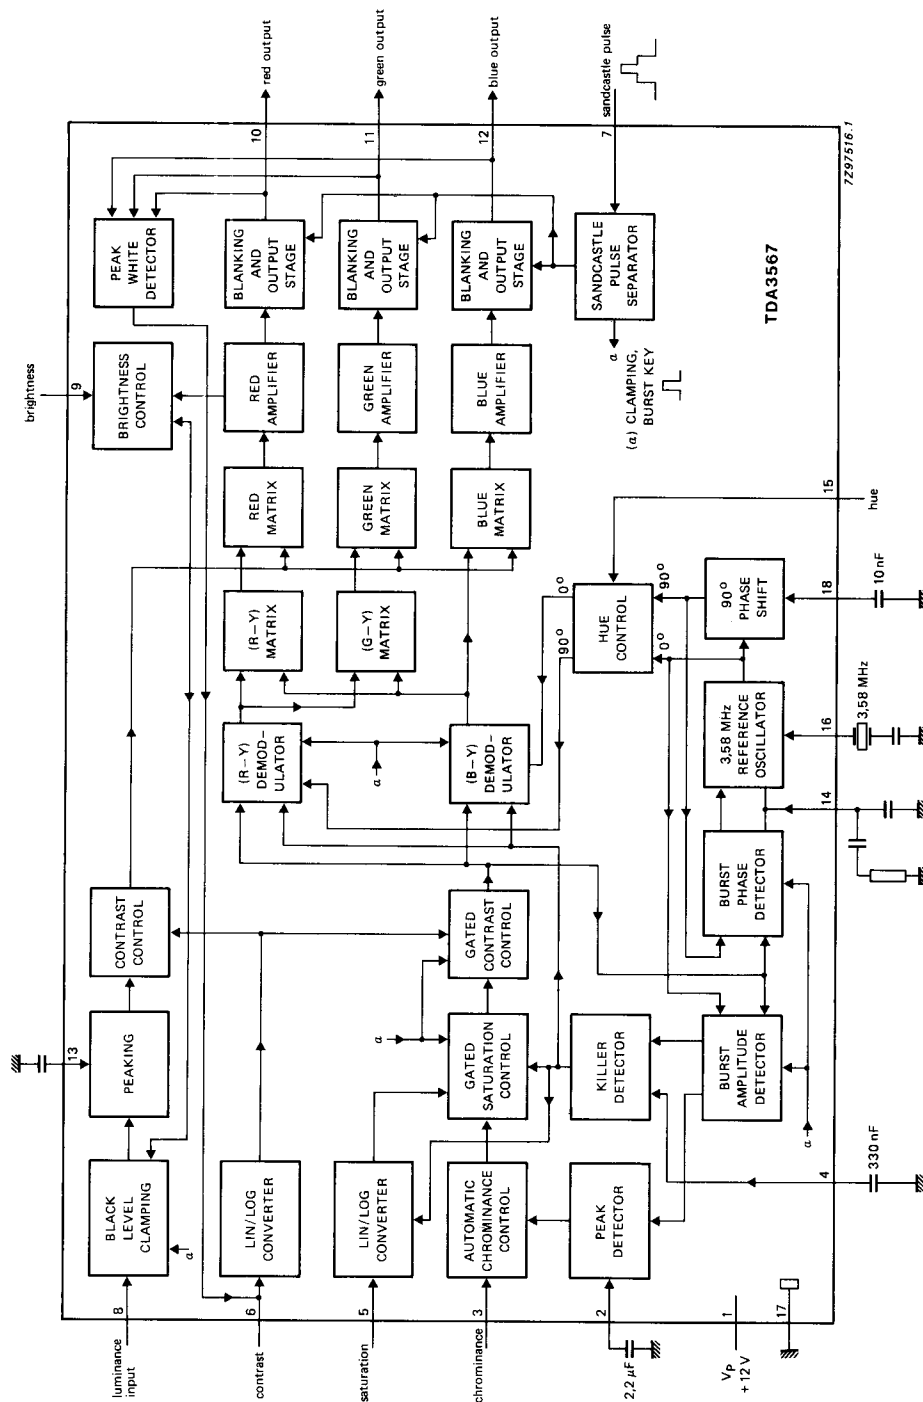 brightness
9
PEAK
WHITE
DETECTOR
BRIGHTNESS
CONTROL
10
red output
11
green output
12
blue output
7
sandcastle pulse
7Z97516.1
TDA3567
BLANKING
AND
OUTPUT
STAGE
BLANKING
AND
OUTPUT
STAGE
BLANKING
AND
OUTPUT
STAGE
SANDCASTLE
PULSE
SEPARATOR
α
(α) CLAMPING,
BURST KEY
RED
AMPLIFIER
GREEN
AMPLIFIER
BLUE
AMPLIFIER
RED
MATRIX
GREEN
MATRIX
BLUE
MATRIX
15
hue
(R–Y)
MATRIX
(G–Y)
MATRIX
0°
90°
HUE
CONTROL
90°
0°
90°
PHASE
SHIFT
18
10 nF
(R–Y)
DEMOD-
ULATOR
α
(B–Y)
DEMOD-
ULATOR
3,58 MHz
REFERENCE
OSCILLATOR
16
3,58 MHz
14
CONTRAST
CONTROL
GATED
CONTRAST
CONTROL
BURST
PHASE
DETECTOR
13
PEAKING
α
GATED
SATURATION
CONTROL
KILLER
DETECTOR
BURST
AMPLITUDE
DETECTOR
α
4
330 nF
BLACK
LEVEL
CLAMPING
α
LIN/LOG
CONVERTER
LIN/LOG
CONVERTER
AUTOMATIC
CHROMINANCE
CONTROL
PEAK
DETECTOR
8
luminance
input
6
contrast
5
saturation
3
chrominance
2
2,2 µF
1
VP
+ 12 V
17